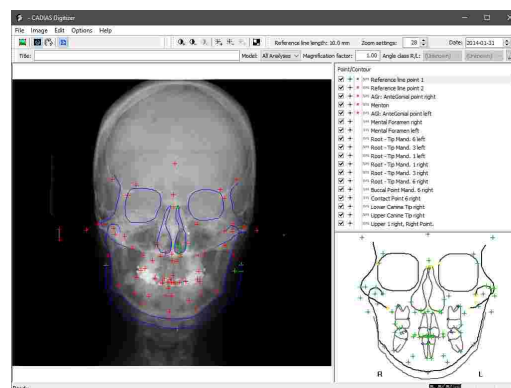 - CADIAS Digitizer
File Image Edit Options Help
Reference line length: 10.0 mm Zoom settings: 28 Date: 2014-01-31
Title: Model: All Analyses Magnification factor: 1.00 Angle class R/L: (Unknown) (Unknown)
Point/Contour
Reference line point 1
Reference line point 2
AGr: AnteGonial point right
Menton
AGl: AnteGonial point left
Mental Foramen right
Mental Foramen left
Root - Tip Mand. 6 left
Root - Tip Mand. 3 left
Root - Tip Mand. 1 left
Root - Tip Mand. 1 right
Root - Tip Mand. 3 right
Root - Tip Mand. 6 right
Buccal Point Mand. 6 right
Contact Point 6 right
Lower Canine Tip right
Upper Canine Tip right
Upper 1 right, Right Point.
R L
Ready